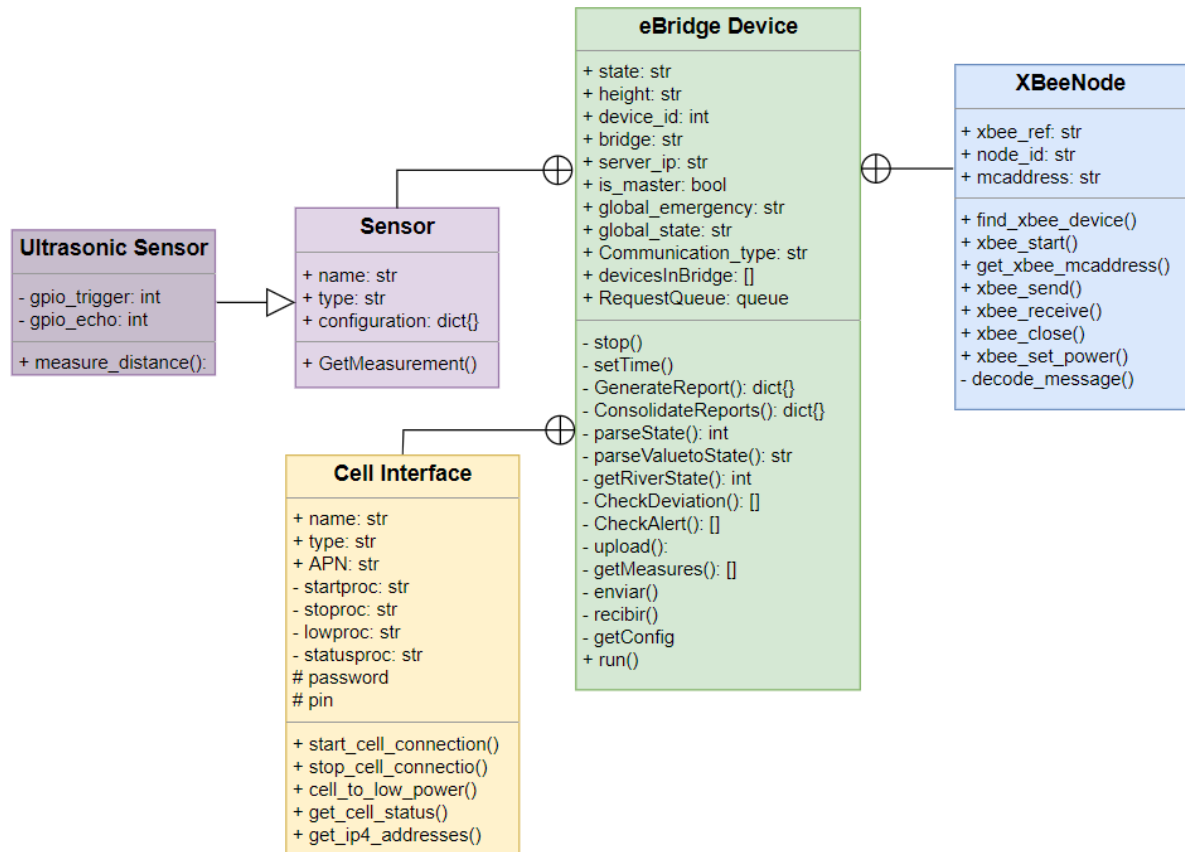 eBridge Device
+ state: str
+ height: str
+ device_id: int
+ bridge: str
+ server_ip: str
+ is_master: bool
+ global_emergency: str
+ global_state: str
+ Communication_type: str
+ devicesInBridge: []
+ RequestQueue: queue
- stop()
- setTime()
- GenerateReport(): dict{}
- ConsolidateReports(): dict{}
- parseState(): int
- parseValuetoState(): str
- getRiverState(): int
- CheckDeviation(): []
- CheckAlert(): []
- upload():
- getMeasures(): []
- enviar()
- recibir()
- getConfig
+ run()
XBeeNode
+ xbee_ref: str
+ node_id: str
+ mcaddress: str
+ find_xbee_device()
+ xbee_start()
+ get_xbee_mcaddress()
+ xbee_send()
+ xbee_receive()
+ xbee_close()
+ xbee_set_power()
- decode_message()
Sensor
+ name: str
+ type: str
+ configuration: dict{}
+ GetMeasurement()
Ultrasonic Sensor
- gpio_trigger: int
- gpio_echo: int
+ measure_distance():
Cell Interface
+ name: str
+ type: str
+ APN: str
- startproc: str
- stoproc: str
- lowproc: str
- statusproc: str
# password
# pin
+ start_cell_connection()
+ stop_cell_connectio()
+ cell_to_low_power()
+ get_cell_status()
+ get_ip4_addresses()